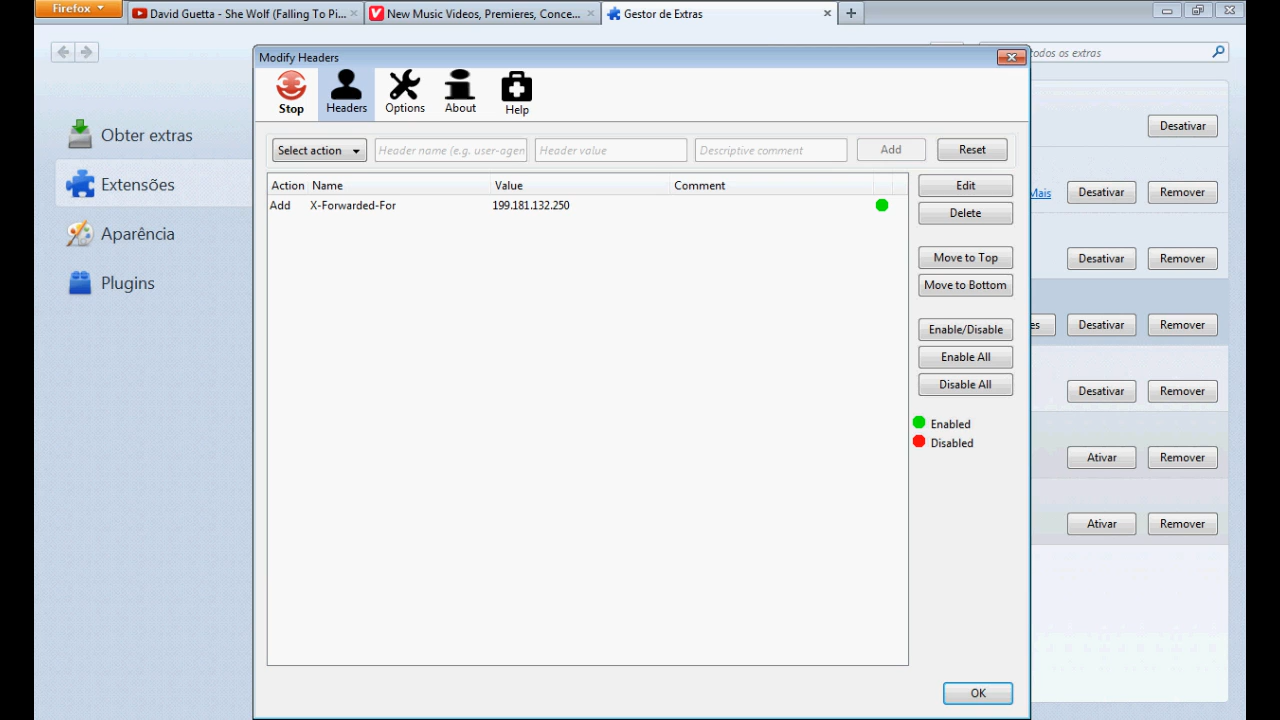 Firefox
David Guetta - She Wolf (Falling To Pi...
New Music Videos, Premieres, Conce...
Gestor de Extras
Modify Headers
todos os extras
Stop
Headers
Options
About
Help
Obter extras
Extensões
Aparência
Plugins
Select action
Header name (e.g. user-agen
Header value
Descriptive comment
Add
Reset
Action Name Value Comment
Add X-Forwarded-For 199.181.132.250
Edit
Delete
Move to Top
Move to Bottom
Enable/Disable
Enable All
Disable All
Enabled
Disabled
OK
Desativar
Mais Desativar Remover
Desativar Remover
es Desativar Remover
Desativar Remover
Ativar Remover
Ativar Remover